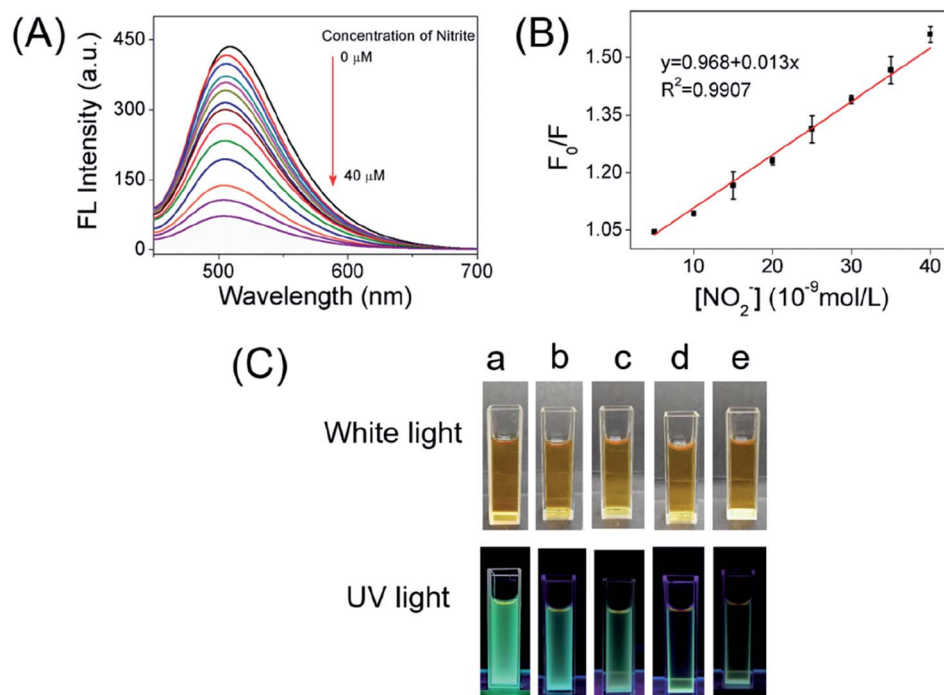 (A)
FL Intensity (a.u.)
450
300
150
0
Concentration of Nitrite
0 μM
40 μM
500
600
700
Wavelength (nm)
(B)
F₀/F
1.50
1.35
1.20
1.05
y=0.968+0.013x
R²=0.9907
10
20
30
40
[NO₂⁻] (10⁻⁹mol/L)
(C)
a b c d e
White light
UV light